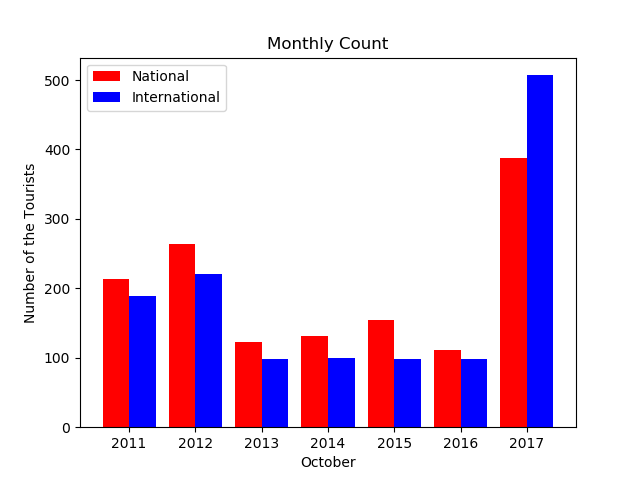 Monthly Count
National
International
Number of the Tourists
500
400
300
200
100
0
2011 2012 2013 2014 2015 2016 2017
October